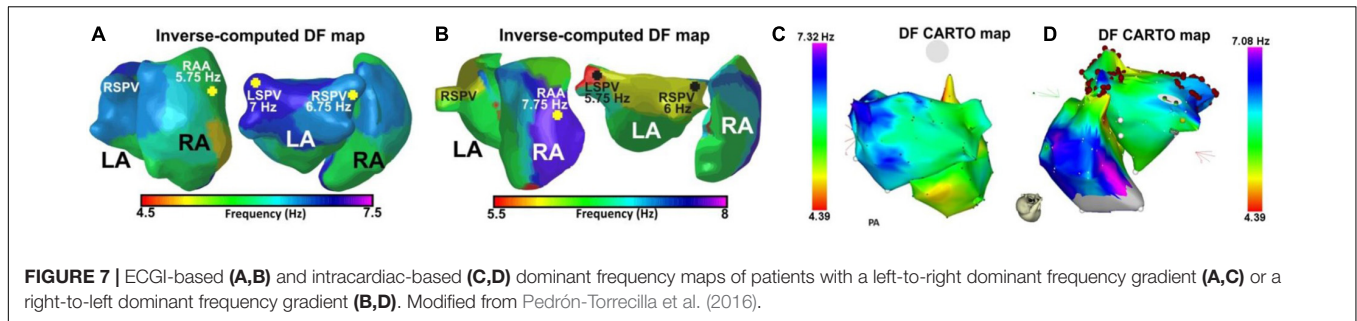 A
Inverse-computed DF map
RSPV
RAA
5.75 Hz
LSPV
7 Hz
RSPV
6.75 Hz
LA
RA
LA
RA
4.5
Frequency (Hz)
7.5
B
Inverse-computed DF map
RSPV
RAA
7.75 Hz
LSPV
5.75 Hz
RSPV
6 Hz
LA
RA
LA
RA
5.5
Frequency (Hz)
8
C
DF CARTO map
7.32 Hz
4.39
PA
D
DF CARTO map
7.08 Hz
4.39
FIGURE 7 | ECGI-based (A,B) and intracardiac-based (C,D) dominant frequency maps of patients with a left-to-right dominant frequency gradient (A,C) or a
right-to-left dominant frequency gradient (B,D). Modified from Pedrón-Torrecilla et al. (2016).